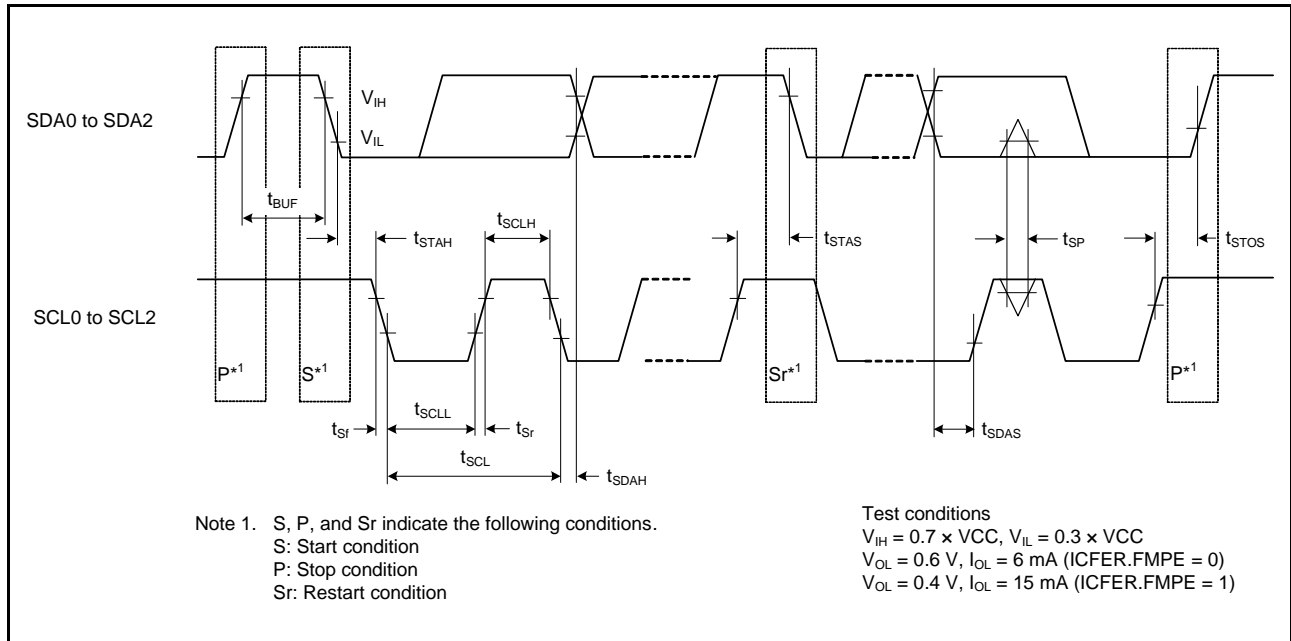 SDA0 to SDA2
VIH
VIL
tBUF
tSTAH
tSCLH
tSTAS
tSP
tSTOS
SCL0 to SCL2
P*1
S*1
Sr*1
P*1
tSf
tSCLL
tSr
tSCL
tSDAH
tSDAS
Note 1. S, P, and Sr indicate the following conditions.
S: Start condition
P: Stop condition
Sr: Restart condition
Test conditions
VIH = 0.7 × VCC, VIL = 0.3 × VCC
VOL = 0.6 V, IOL = 6 mA (ICFER.FMPE = 0)
VOL = 0.4 V, IOL = 15 mA (ICFER.FMPE = 1)